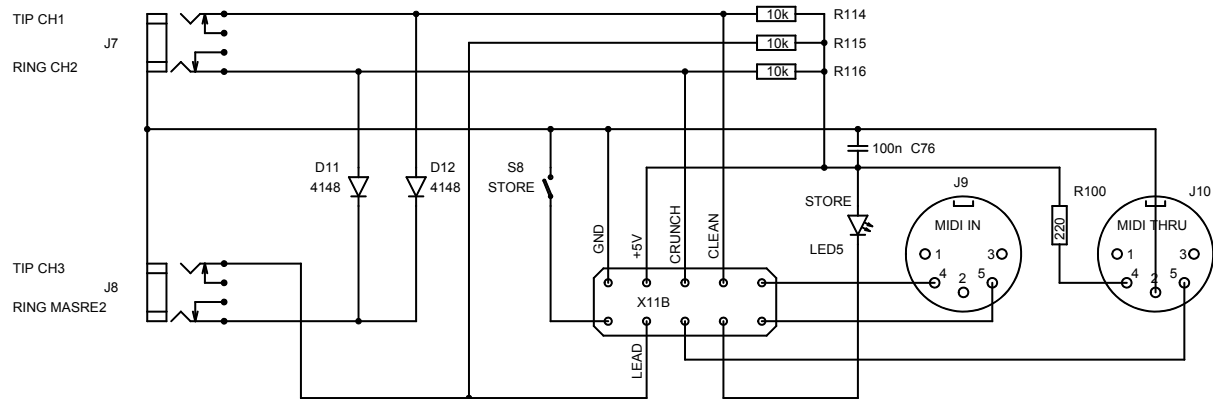 TIP CH1
J7
RING CH2
10k R114
10k R115
10k R116
100n C76
D11
4148
D12
4148
S8
STORE
GND
+5V
CRUNCH
CLEAN
STORE
LED5
J9
MIDI IN
1
3
4
2
5
R100
220
J10
MIDI THRU
1
3
4
2
5
TIP CH3
J8
RING MASRE2
X11B
LEAD